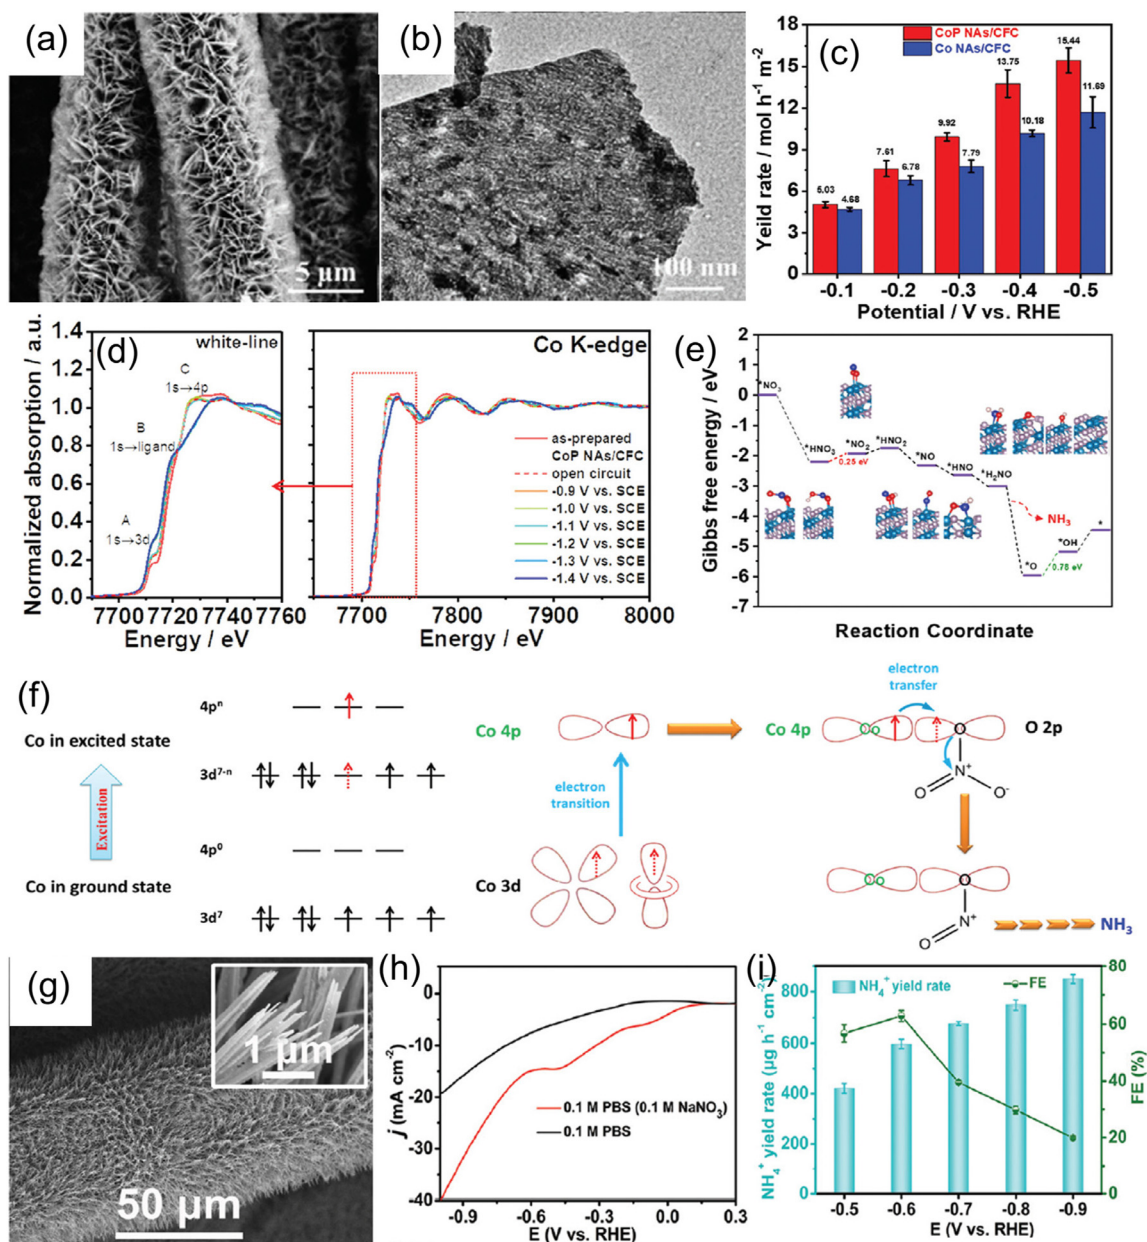 (a)
5 µm
(b)
100 nm
(c)
CoP NAs/CFC
Co NAs/CFC
Yeild rate / mol h⁻¹ m⁻²
18
15
12
9
6
3
0
5.03
4.68
7.61
6.78
9.92
7.79
13.75
10.18
15.44
11.69
-0.1
-0.2
-0.3
-0.4
-0.5
Potential / V vs. RHE
(d)
Normalized absorption / a.u.
1.4
1.2
1.0
0.8
0.6
0.4
0.2
0.0
white-line
C
1s→4p
B
1s→ligand
A
1s→3d
7700
7720
7740
7760
Energy / eV
Co K-edge
as-prepared
CoP NAs/CFC
open circuit
-0.9 V vs. SCE
-1.0 V vs. SCE
-1.1 V vs. SCE
-1.2 V vs. SCE
-1.3 V vs. SCE
-1.4 V vs. SCE
7700
7800
7900
8000
Energy / eV
(e)
Gibbs free energy / eV
1
0
-1
-2
-3
-4
-5
-6
-7
*NO₃
*HNO₃
0.25 eV
*NO₂
*HNO₂
*NO
*HNO
*H₂NO
NH₃
*O
0.78 eV
*OH
*
Reaction Coordinate
(f)
4pⁿ
Co in excited state
3d⁷⁻ⁿ
Excitation
4p⁰
Co in ground state
3d⁷
Co 4p
electron
transition
Co 3d
electron
transfer
Co 4p
Co
O
O 2p
N⁺
O
O⁻
Co
O
N⁺
O
NH₃
(g)
1 µm
50 µm
(h)
j (mA cm⁻²)
0
-10
-20
-30
-40
0.1 M PBS (0.1 M NaNO₃)
0.1 M PBS
-0.9
-0.6
-0.3
0.0
0.3
E (V vs. RHE)
(i)
NH₄⁺ yield rate
FE
NH₄⁺ yield rate (µg h⁻¹ cm⁻²)
800
600
400
200
0
FE (%)
80
60
40
20
0
-0.5
-0.6
-0.7
-0.8
-0.9
E (V vs. RHE)